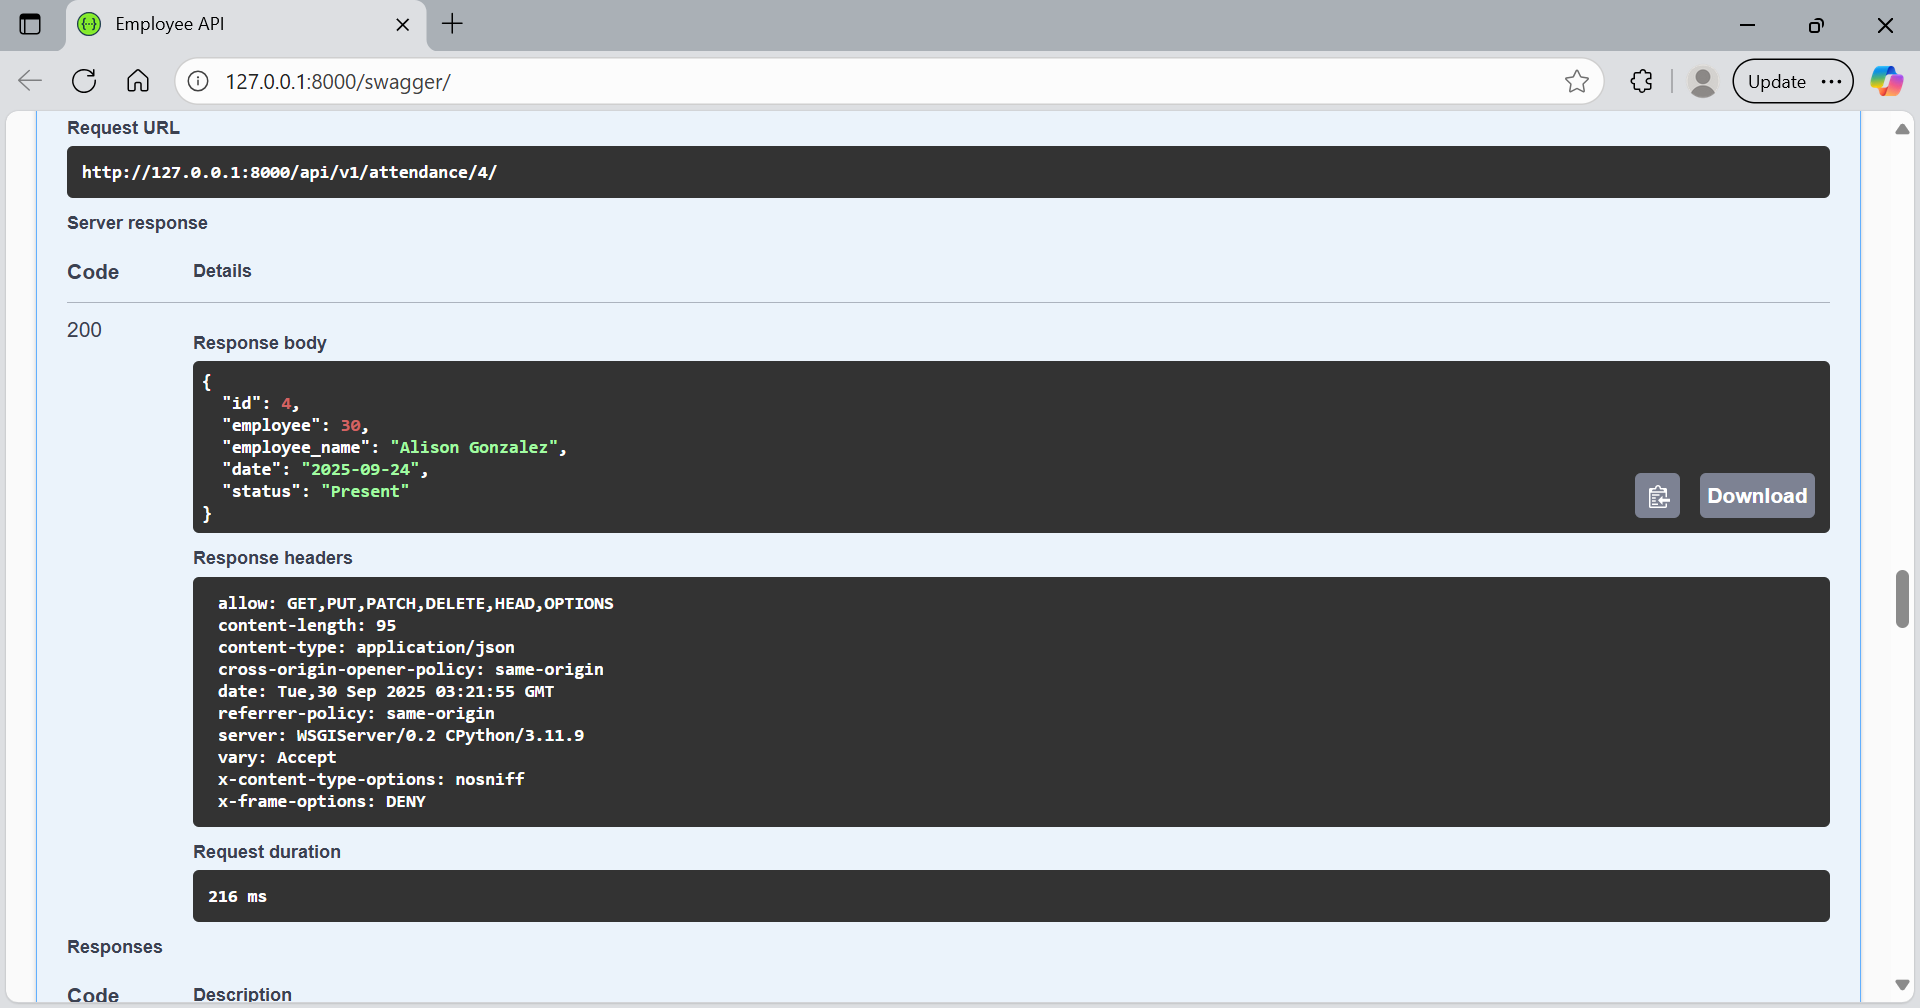 Employee API
127.0.0.1:8000/swagger/
Update
Request URL
http://127.0.0.1:8000/api/v1/attendance/4/
Server response
Code Details
200
Response body
{
"id": 4,
"employee": 30,
"employee_name": "Alison Gonzalez",
"date": "2025-09-24",
"status": "Present"
}
Download
Response headers
allow: GET,PUT,PATCH,DELETE,HEAD,OPTIONS
content-length: 95
content-type: application/json
cross-origin-opener-policy: same-origin
date: Tue,30 Sep 2025 03:21:55 GMT
referrer-policy: same-origin
server: WSGIServer/0.2 CPython/3.11.9
vary: Accept
x-content-type-options: nosniff
x-frame-options: DENY
Request duration
216 ms
Responses
Code Description